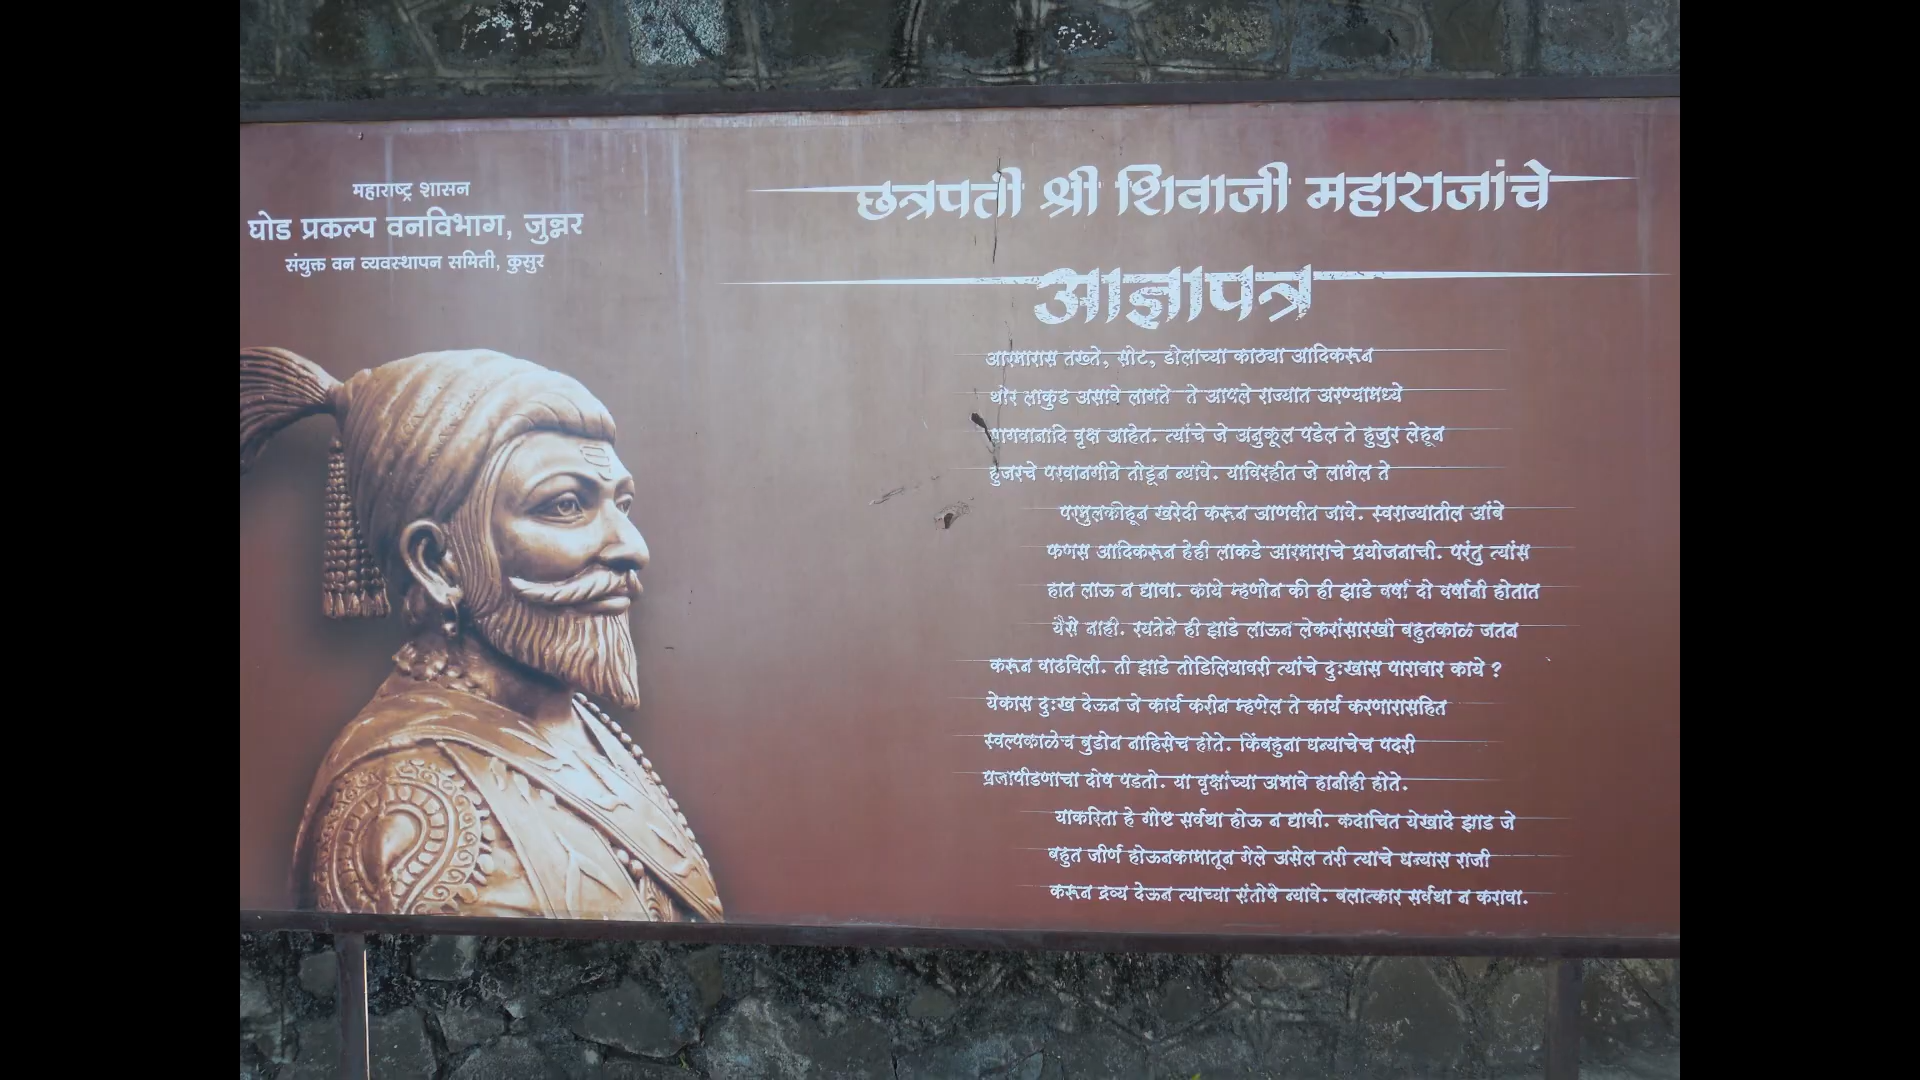 महाराष्ट्र शासन
घोड प्रकल्प वनविभाग, जुन्नर
संयुक्त वन व्यवस्थापन समिती, कुसुर
छत्रपती श्री शिवाजी महाराजांचे
आज्ञापत्र
आरमारास तख्ते, सोट, डोलाच्या काठ्या आदिकरून
थोर लाकुड असावे लागते ते आपले राज्यात अरण्यामध्ये
सागवानादि वृक्ष आहेत. त्यांचे जे अनुकूल पडेल ते हुजुर लेहून
हुजरचे परवानगीने तोडून न्यावे. याविरहीत जे लागेल ते
परमुलकीहून खरेदी करून आणवीत जावे. स्वराज्यातील आंबे
फणस आदिकरून हेही लाकडे आरमाराचे प्रयोजनाची. परंतु त्यांस
हात लाऊ न द्यावा. काये म्हणोन की ही झाडे वर्षा दो वर्षांनी होतात
यैसे नाही. रयतेने ही झाडे लाऊन लेकरांसारखी बहुतकाळ जतन
करून वाढविली. ती झाडे तोडिलियावरी त्यांचे दुःखास पारावार काये ?
येकास दुःख देऊन जे कार्य करीन म्हणेल ते कार्य करणारासहित
स्वल्पकाळेच बुडोन नाहिसेच होते. किंबहुना धन्याचेच पदरी
प्रजापीडणाचा दोष पडतो. या वृक्षांच्या अभावे हानीही होते.
याकरिता हे गोष्ट सर्वथा होऊ न द्यावी. कदाचित येखादे झाड जे
बहुत जीर्ण होऊनकामातून गेले असेल तरी त्याचे धन्यास राजी
करून द्रव्य देऊन त्याच्या संतोषे न्यावे. बलात्कार सर्वथा न करावा.